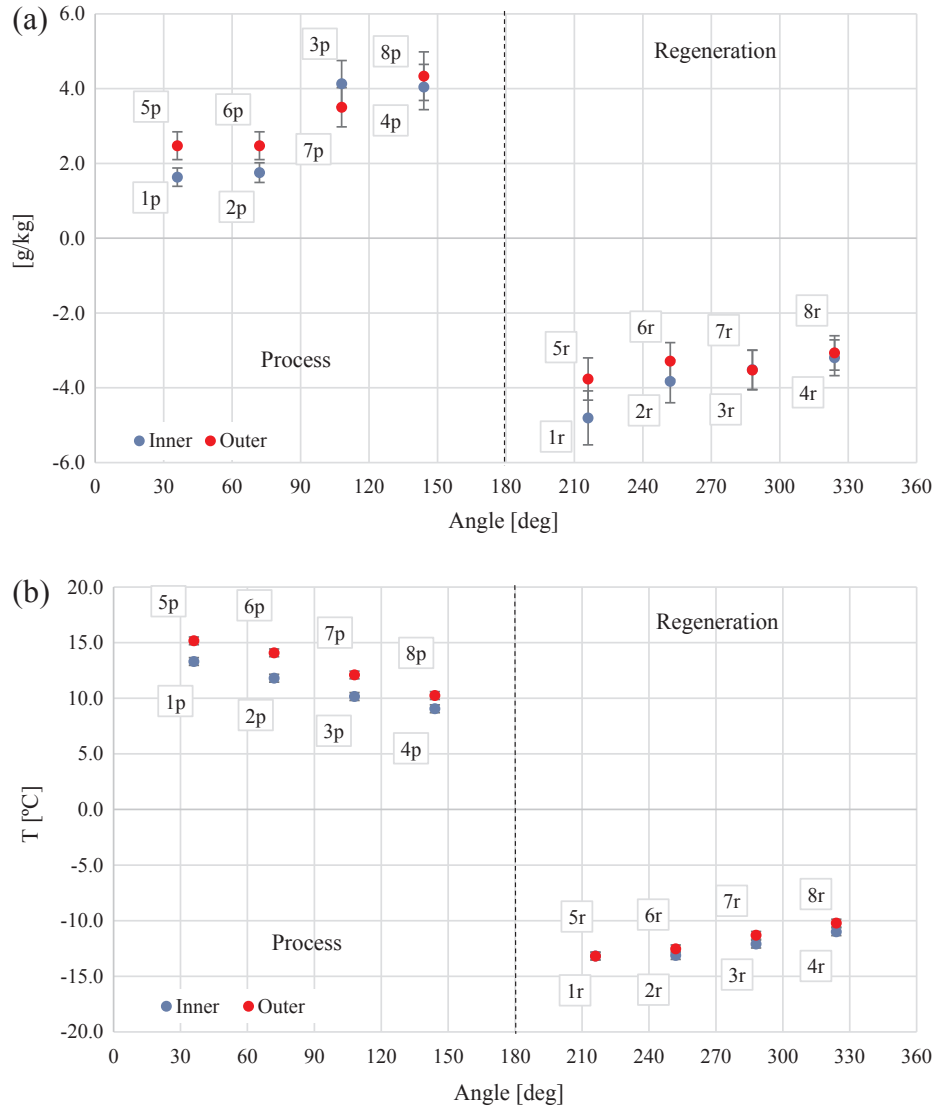 (a)
6.0
4.0
2.0
0.0
-2.0
-4.0
-6.0
[g/kg]
3p
8p
Regeneration
5p
6p
7p
4p
1p
2p
Process
5r
6r
7r
8r
1r
2r
3r
4r
Inner Outer
0 30 60 90 120 150 180 210 240 270 300 330 360
Angle [deg]
(b)
20.0
15.0
10.0
5.0
0.0
-5.0
-10.0
-15.0
-20.0
T [ºC]
5p
6p
7p
8p
Regeneration
1p
2p
3p
4p
Process
5r
6r
7r
8r
1r
2r
3r
4r
Inner Outer
0 30 60 90 120 150 180 210 240 270 300 330 360
Angle [deg]